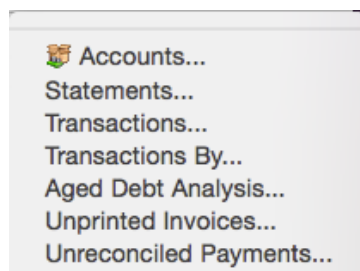 Accounts...
Statements...
Transactions...
Transactions By...
Aged Debt Analysis...
Unprinted Invoices...
Unreconciled Payments...